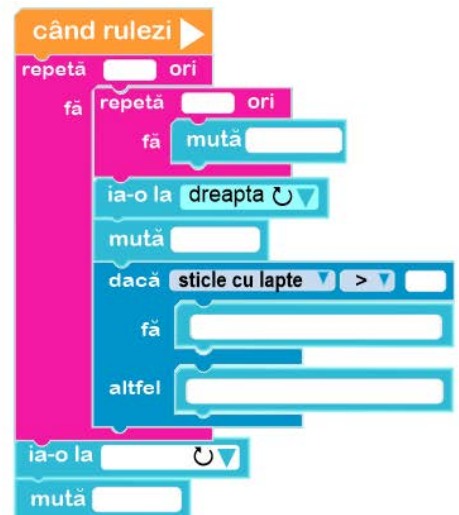 când rulezi
repetă ori
fă repetă ori
fă mută
ia-o la dreapta
mută
dacă sticle cu lapte >
fă
altfel
ia-o la
mută